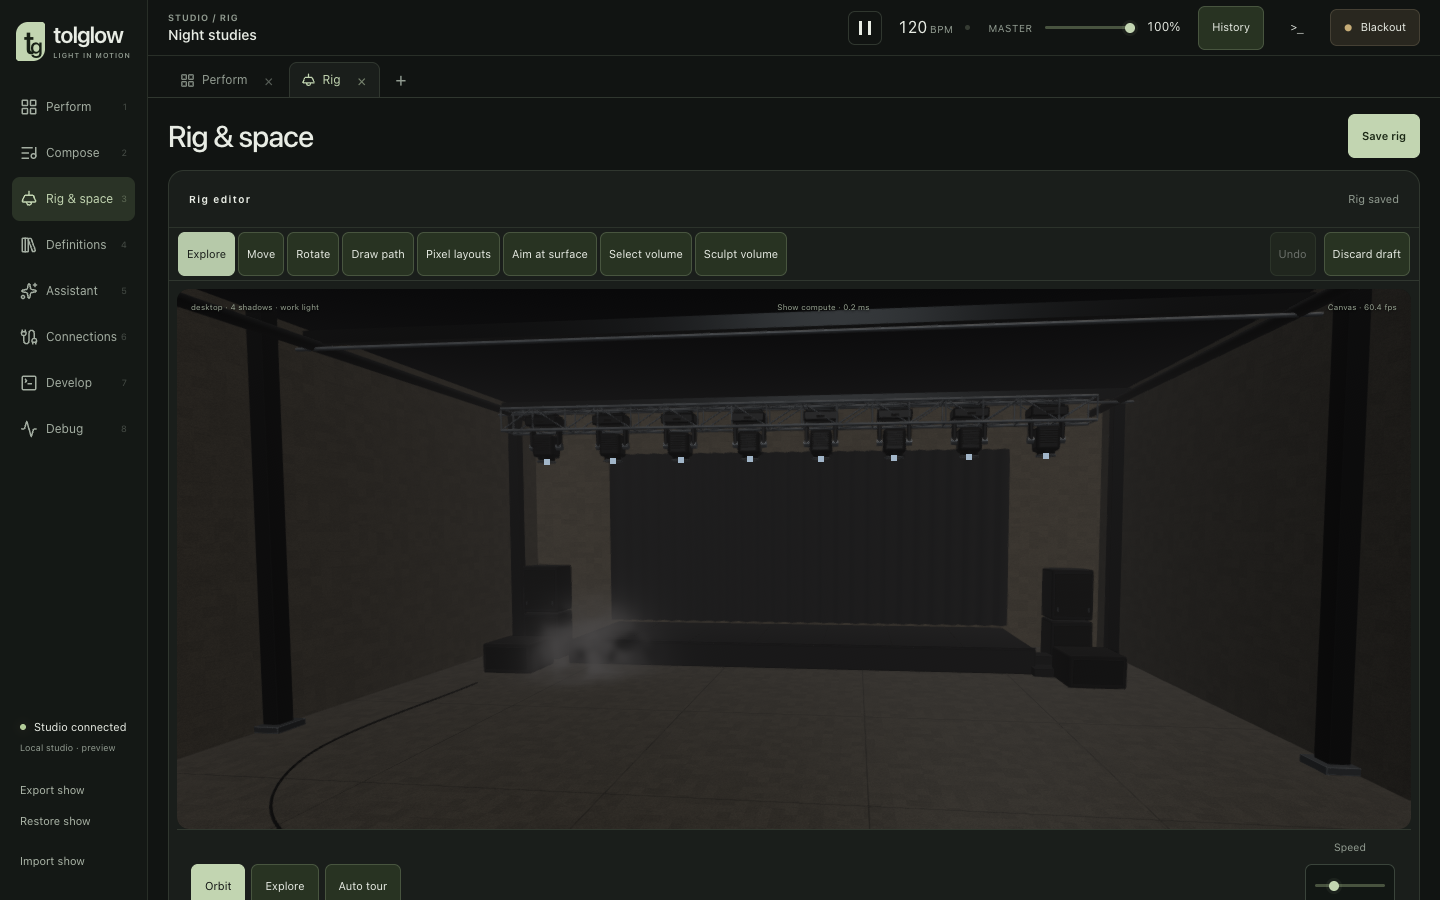 tg tolglow
LIGHT IN MOTION
Perform 1
Compose 2
Rig & space 3
Definitions 4
Assistant 5
Connections 6
Develop 7
Debug 8
Studio connected
Local studio · preview
Export show
Restore show
Import show
STUDIO / RIG
Night studies
120 BPM
MASTER
100%
History
>_
Blackout
Perform ×
Rig ×
+
Rig & space
Save rig
Rig editor
Rig saved
Explore
Move
Rotate
Draw path
Pixel layouts
Aim at surface
Select volume
Sculpt volume
Undo
Discard draft
desktop · 4 shadows · work light
Show compute · 0.2 ms
Canvas · 60.4 fps
Speed
Orbit
Explore
Auto tour